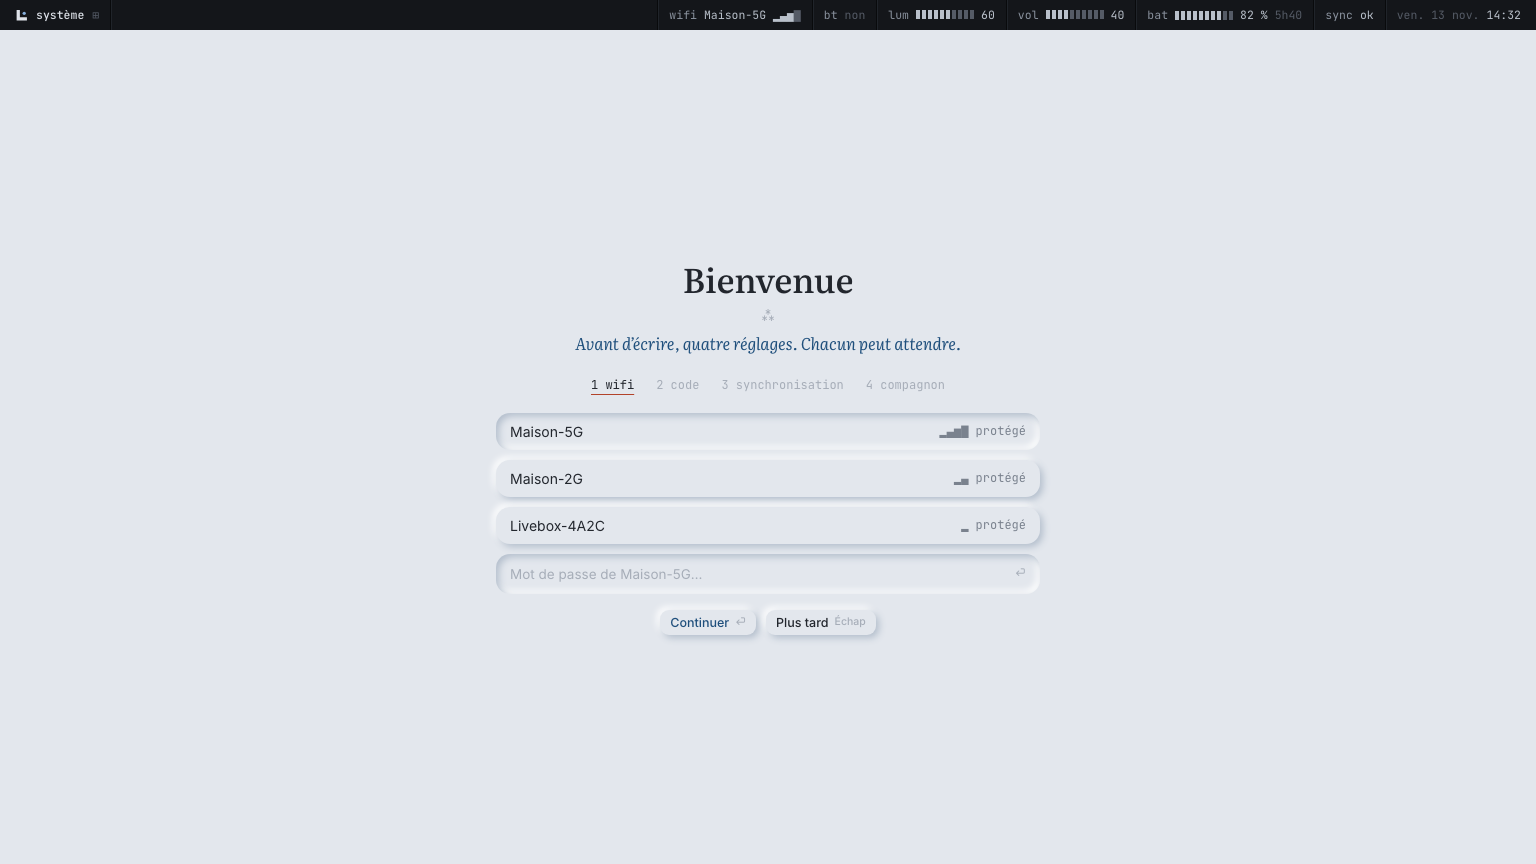 système ⊞ wifi Maison-5G bt non lum 60 vol 40 bat 82 % 5h40 sync ok ven. 13 nov. 14:32
Bienvenue
⁂
Avant d’écrire, quatre réglages. Chacun peut attendre.
1 wifi 2 code 3 synchronisation 4 compagnon
Maison-5G protégé
Maison-2G protégé
Livebox-4A2C protégé
Mot de passe de Maison-5G… ⏎
Continuer ⏎ Plus tard Échap